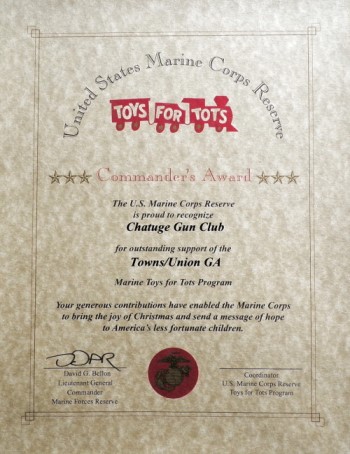 United States Marine Corps Reserve
TOYS FOR TOTS
Commander's Award
The U.S. Marine Corps Reserve
is proud to recognize
Chatuge Gun Club
for outstanding support of the
Towns/Union GA
Marine Toys for Tots Program
Your generous contributions have enabled the Marine Corps
to bring the joy of Christmas and send a message of hope
to America's less fortunate children.
David G. Bellon
Lieutenant General
Commander
Marine Forces Reserve
Coordinator
U.S. Marine Corps Reserve
Toys for Tots Program